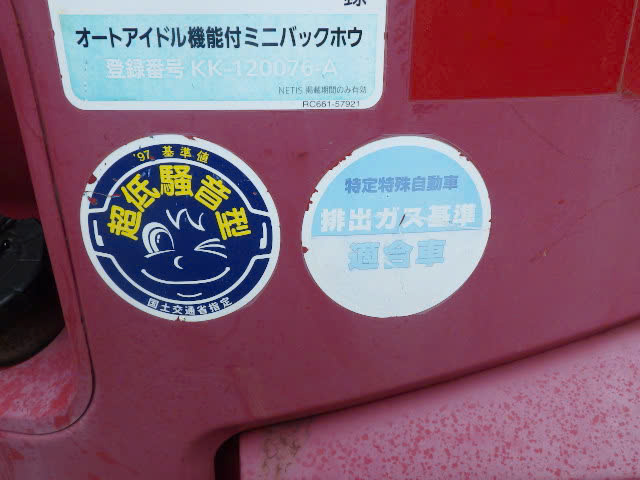 録
オートアイドル機能付ミニバックホウ
登録番号 KK-120076-A
NETIS 掲載期間のみ有効
RC661-57921
'97 基準値
超低騒音型
国土交通省指定
特定特殊自動車
排出ガス基準
適合車